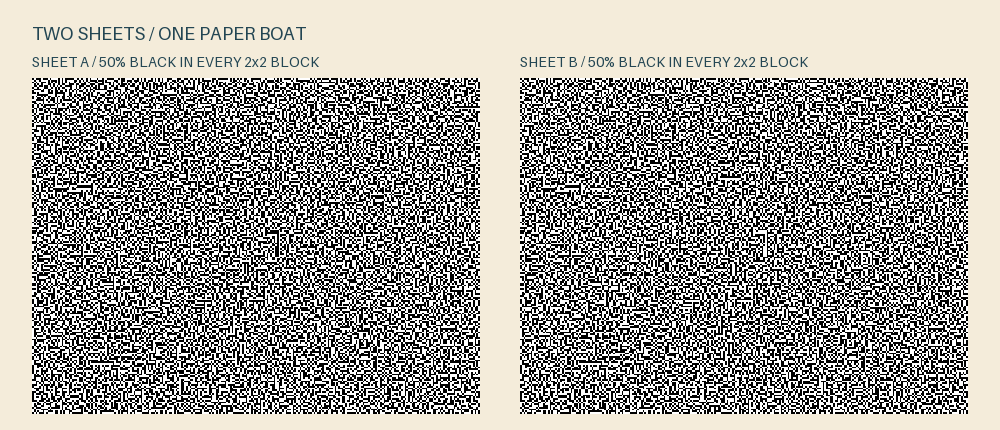 TWO SHEETS / ONE PAPER BOAT
SHEET A / 50% BLACK IN EVERY 2x2 BLOCK
SHEET B / 50% BLACK IN EVERY 2x2 BLOCK